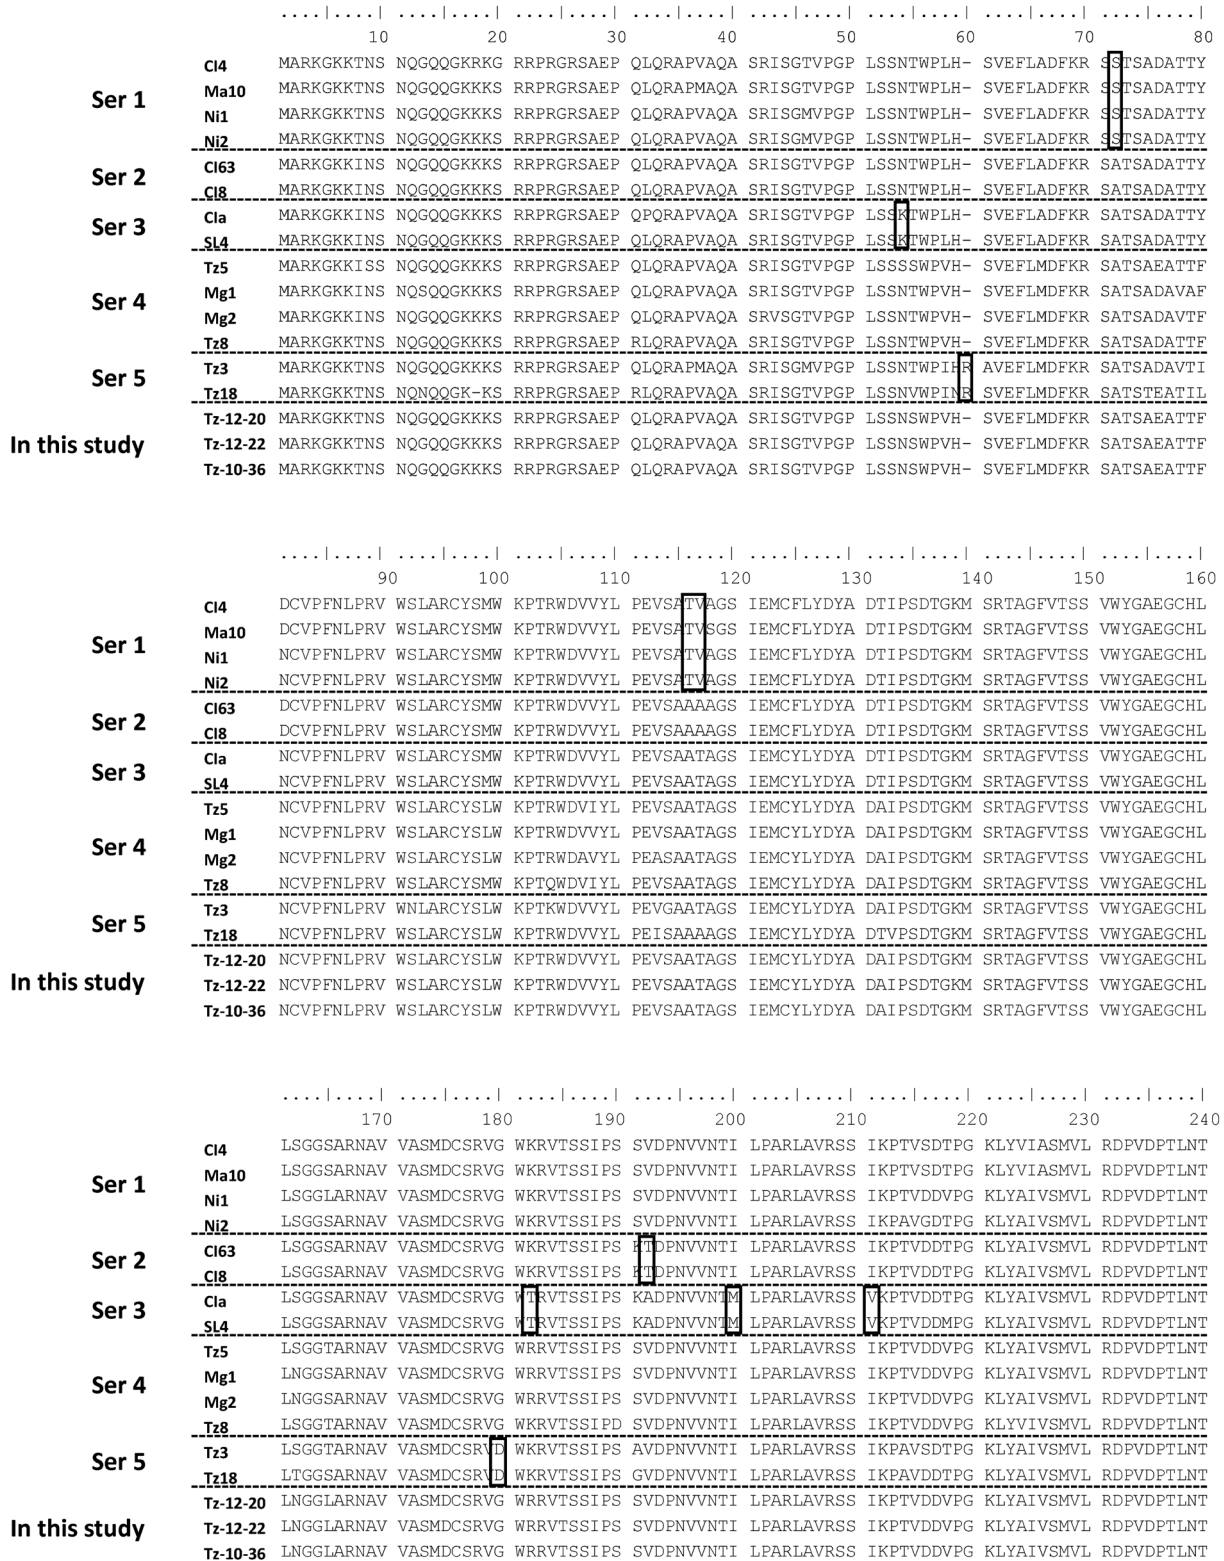 10 20 30 40 50 60 70 80
CI4 MARKGKKTNS NQGQQGKRKG RRPRGRSAEP QLQRAPVAQA SRISGTVPGP LSSNTWPLH- SVEFLADFKR SSTSADATTY
Ser 1
Ma10 MARKGKKTNS NQGQQGKKKS RRPRGRSAEP QLQRAPMAQA SRISGTVPGP LSSNTWPLH- SVEFLADFKR SSTSADATTY
Ni1 MARKGKKTNS NQGQQGKKKS RRPRGRSAEP QLQRAPVAQA SRISGMVPGP LSSNTWPLH- SVEFLADFKR SSTSADATTY
Ni2 MARKGKKTNS NQGQQGKKKS RRPRGRSAEP QLQRAPVAQA SRISGMVPGP LSSNTWPLH- SVEFLADFKR SSTSADATTY
Ser 2
CI63 MARKGKKINS NQGQQGKKKS RRPRGRSAEP QLQRAPVAQA SRISGTVPGP LSSNTWPLH- SVEFLADFKR SATSADATTY
CI8 MARKGKKINS NQGQQGKKKS RRPRGRSAEP QLQRAPVAQA SRISGTVPGP LSSNTWPLH- SVEFLADFKR SATSADATTY
Ser 3
CIa MARKGKKINS NQGQQGKKKS RRPRGRSAEP QPQRAPVAQA SRISGTVPGP LSSKTWPLH- SVEFLADFKR SATSADATTY
SL4 MARKGKKINS NQGQQGKKKS RRPRGRSAEP QLQRAPVAQA SRISGTVPGP LSSKTWPLH- SVEFLADFKR SATSADATTY
Tz5 MARKGKKISS NQGQQGKKKS RRPRGRSAEP QLQRAPVAQA SRISGTVPGP LSSSSWPVH- SVEFLMDFKR SATSADATTF
Ser 4
Mg1 MARKGKKINS NQSQQGKKKS RRPRGRSAEP QLQRAPVAQA SRISGTVPGP LSSNTWPVH- SVEFLMDFKR SATSADAVAF
Mg2 MARKGKKINS NQSQQGKKKS RRPRGRSAEP QLQRAPVAQA SRVSGTVPGP LSSNTWPVH- SVEFLMDFKR SATSADAVTF
Tz8 MARKGKKINS NQGQQGKKKS RRPRGRSAEP RLQRAPVAQA SRISGTVPGP LSSNTWPVH- SVEFLMDFKR SATSADATTF
Ser 5
Tz3 MARKGKKTNS NQGQQGKKKS RRPRGRSAEP QLQRAPMAQA SRISGMVPGP LSSNTWPIHR AVEFLMDFKR SATSADAVTI
Tz18 MARKGKKTNS NQNQQGK-KS RRPRGRSAEP RLQRAPVAQA SRISGTVPGP LSSNVWPINR SVEFLMDFKR SATSTEATIL
Tz-12-20 MARKGKKTNS NQGQQGKKKS RRPRGRSAEP QLQRAPVAQA SRISGTVPGP LSSNSWPVH- SVEFLMDFKR SATSAEATTF
In this study
Tz-12-22 MARKGKKTNS NQGQQGKKKS RRPRGRSAEP QLQRAPVAQA SRISGTVPGP LSSNSWPVH- SVEFLMDFKR SATSAEATTF
Tz-10-36 MARKGKKTNS NQGQQGKKKS RRPRGRSAEP QLQRAPVAQA SRISGTVPGP LSSNSWPVH- SVEFLMDFKR SATSAEATTF
90 100 110 120 130 140 150 160
CI4 DCVPFNLPRV WSLARCYSMW KPTRWDVVYL PEVSATVAGS IEMCFLYDYA DTIPSDTGKM SRTAGFVTSS VWYGAEGCHL
Ser 1
Ma10 DCVPFNLPRV WSLARCYSMW KPTRWDVVYL PEVSATVSGS IEMCFLYDYA DTIPSDTGKM SRTAGFVTSS VWYGAEGCHL
Ni1 NCVPFNLPRV WSLARCYSMW KPTRWDVVYL PEVSATVAGS IEMCFLYDYA DTIPSDTGKM SRTAGFVTSS VWYGAEGCHL
Ni2 NCVPFNLPRV WSLARCYSMW KPTRWDVVYL PEVSATVAGS IEMCFLYDYA DTIPSDTGKM SRTAGFVTSS VWYGAEGCHL
Ser 2
CI63 DCVPFNLPRV WSLARCYSMW KPTRWDVVYL PEVSAAAAGS IEMCFLYDYA DTIPSDTGKM SRTAGFVTSS VWYGAEGCHL
CI8 DCVPFNLPRV WSLARCYSMW KPTRWDVVYL PEVSAAAAGS IEMCFLYDYA DTIPSDTGKM SRTAGFVTSS VWYGAEGCHL
Ser 3
CIa NCVPFNLPRV WSLARCYSMW KPTRWDVVYL PEVSAATAGS IEMCYLYDYA DTIPSDTGKM SRTAGFVTSS VWYGAEGCHL
SL4 NCVPFNLPRV WSLARCYSMW KPTRWDVVYL PEVSAATAGS IEMCYLYDYA DTIPSDTGKM SRTAGFVTSS VWYGAEGCHL
Tz5 NCVPFNLPRV WSLARCYSLW KPTRWDVIYL PEVSAATAGS IEMCYLYDYA DAIPSDTGKM SRTAGFVTSS VWYGAEGCHL
Ser 4
Mg1 NCVPFNLPRV WSLARCYSLW KPTRWDVVYL PEVSAATAGS IEMCYLYDYA DAIPSDTGKM SRTAGFVTSS VWYGAEGCHL
Mg2 NCVPFNLPRV WSLARCYSLW KPTRWDAVYL PEASAATAGS IEMCYLYDYA DAIPSDTGKM SRTAGFVTSS VWYGAEGCHL
Tz8 NCVPFNLPRV WSLARCYSMW KPTQWDVIYL PEVSAATAGS IEMCYLYDYA DAIPSDTGKM SRTAGFVTSS VWYGAEGCHL
Ser 5
Tz3 NCVPFNLPRV WNLARCYSLW KPTKWDVVYL PEVGAATAGS IEMCYLYDYA DAIPSDTGKM SRTAGFVTSS VWYGAEGCHL
Tz18 NCVPFNLPRV WSLARCYSLW KPTRWDVVYL PEISAAAAGS IEMCYLYDYA DTVPSDTGKM SRTAGFVTSS VWYGAEGCHL
Tz-12-20 NCVPFNLPRV WSLARCYSLW KPTRWDVVYL PEVSAATAGS IEMCYLYDYA DAIPSDTGKM SRTAGFVTSS VWYGAEGCHL
In this study
Tz-12-22 NCVPFNLPRV WSLARCYSLW KPTRWDVVYL PEVSAATAGS IEMCYLYDYA DAIPSDTGKM SRTAGFVTSS VWYGAEGCHL
Tz-10-36 NCVPFNLPRV WSLARCYSLW KPTRWDVVYL PEVSAATAGS IEMCYLYDYA DAIPSDTGKM SRTAGFVTSS VWYGAEGCHL
170 180 190 200 210 220 230 240
CI4 LSGGSARNAV VASMDCSRVG WKRVTSSIPS SVDPNVVNTI LPARLAVRSS IKPTVSDTPG KLYVIASMVL RDPVDPTLNT
Ser 1
Ma10 LSGGSARNAV VASMDCSRVG WKRVTSSIPS SVDPNVVNTI LPARLAVRSS IKPTVSDTPG KLYVIASMVL RDPVDPTLNT
Ni1 LSGGLARNAV VASMDCSRVG WKRVTSSIPS SVDPNVVNTI LPARLAVRSS IKPTVDDVPG KLYAIVSMVL RDPVDPTLNT
Ni2 LSGGSARNAV VASMDCSRVG WKRVTSSIPS SVDPNVVNTI LPARLAVRSS IKPAVGDTPG KLYAIVSMVL RDPVDPTLNT
Ser 2
CI63 LSGGSARNAV VASMDCSRVG WKRVTSSIPS KTDPNVVNTI LPARLAVRSS IKPTVDDTPG KLYAIVSMVL RDPVDPTLNT
CI8 LSGGSARNAV VASMDCSRVG WKRVTSSIPS KTDPNVVNTI LPARLAVRSS IKPTVDDTPG KLYAIVSMVL RDPVDPTLNT
Ser 3
CIa LSGGSARNAV VASMDCSRVG WTRVTSSIPS KADPNVVNTM LPARLAVRSS VKPTVDDTPG KLYAIVSMVL RDPVDPTLNT
SL4 LSGGSARNAV VASMDCSRVG WTRVTSSIPS KADPNVVNTM LPARLAVRSS VKPTVDDMPG KLYAIVSMVL RDPVDPTLNT
Tz5 LSGGTARNAV VASMDCSRVG WRRVTSSIPS SVDPNVVNTI LPARLAVRSS IKPTVDDTPG KLYAIVSMVL RDPVDPTLNT
Ser 4
Mg1 LNGGSARNAV VASMDCSRVG WRRVTSSIPS SVDPNVVNTI LPARLAVRSS IKPTVDDVPG KLYAIVSMVL RDPVDPTLNT
Mg2 LNGGSARNAV VASMDCSRVG WRRVTSSIPS SVDPNVVNTI LPARLAVRSS IKPTVDDVPG KLYAIVSMVL RDPVDPTLNT
Tz8 LSGGTARNAV VASMDCSRVG WKRVTSSIPD SVDPNVVNTI LPARLAVRSS IKPTVDDVPG KLYVIVSMVL RDPVDPTLNT
Ser 5
Tz3 LSGGTARNAV VASMDCSRVD WKRVTSSIPS AVDPNVVNTI LPARLAVRSS IKPAVSDTPG KLYAIVSMVL RDPVDPTLNT
Tz18 LTGGSARNAV VASMDCSRVD WKRVTSSIPS GVDPNVVNTI LPARLAVRSS IKPAVDDTPG KLYAIVSMVL RDPVDPTLNT
Tz-12-20 LNGGLARNAV VASMDCSRVG WRRVTSSIPS SVDPNVVNTI LPARLAVRSS IKPTVDDVPG KLYAIVSMVL RDPVDPTLNT
In this study
Tz-12-22 LNGGLARNAV VASMDCSRVG WRRVTSSIPS SVDPNVVNTI LPARLAVRSS IKPTVDDVPG KLYAIVSMVL RDPVDPTLNT
Tz-10-36 LNGGLARNAV VASMDCSRVG WRRVTSSIPS SVDPNVVNTI LPARLAVRSS IKPTVDDVPG KLYAIVSMVL RDPVDPTLNT